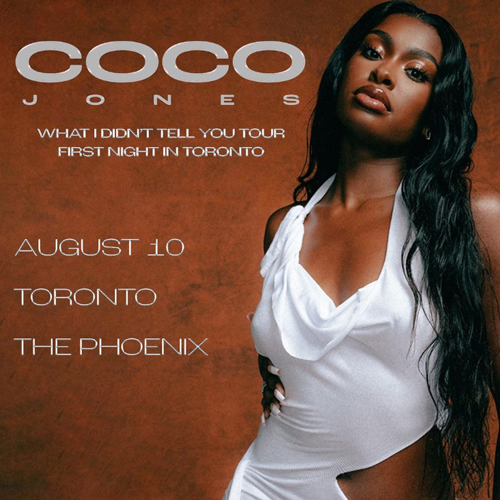 COCO
JONES
WHAT I DIDN'T TELL YOU TOUR
FIRST NIGHT IN TORONTO
AUGUST 10
TORONTO
THE PHOENIX